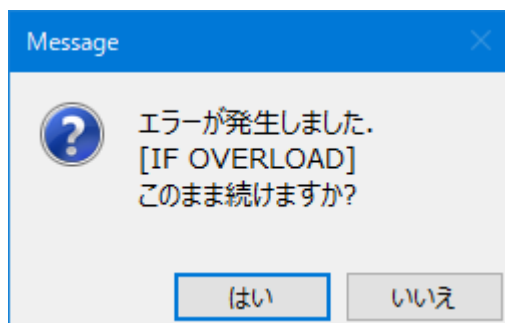 Message
エラーが発生しました.
[IF OVERLOAD]
このまま続けますか?
はい
いいえ